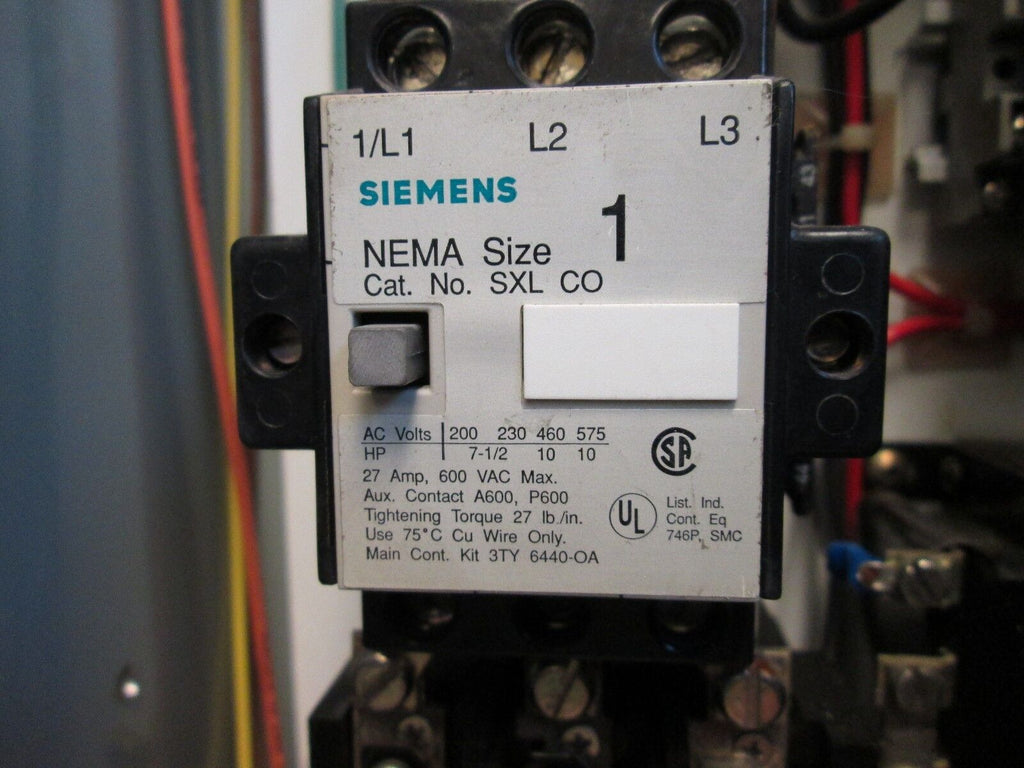 1/L1 L2 L3
SIEMENS
NEMA Size 1
Cat. No. SXL CO
AC Volts 200 230 460 575
HP 7-1/2 10 10
27 Amp, 600 VAC Max.
Aux. Contact A600, P600
Tightening Torque 27 lb./in.
Use 75°C Cu Wire Only.
Main Cont. Kit 3TY 6440-OA
SA
UL
List. Ind.
Cont. Eq
746P, SMC
43